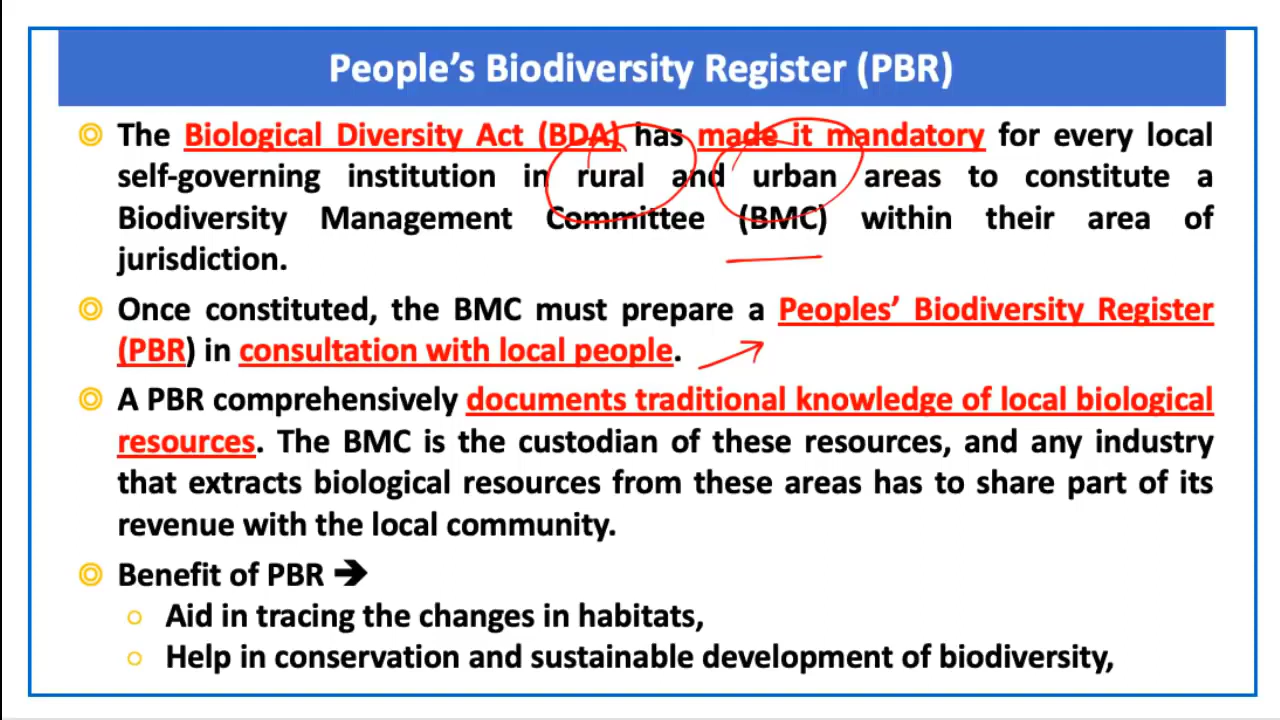 People’s Biodiversity Register (PBR)
The Biological Diversity Act (BDA) has made it mandatory for every local
self-governing institution in rural and urban areas to constitute a
Biodiversity Management Committee (BMC) within their area of
jurisdiction.
Once constituted, the BMC must prepare a Peoples’ Biodiversity Register
(PBR) in consultation with local people.
A PBR comprehensively documents traditional knowledge of local biological
resources. The BMC is the custodian of these resources, and any industry
that extracts biological resources from these areas has to share part of its
revenue with the local community.
Benefit of PBR ➔
Aid in tracing the changes in habitats,
Help in conservation and sustainable development of biodiversity,